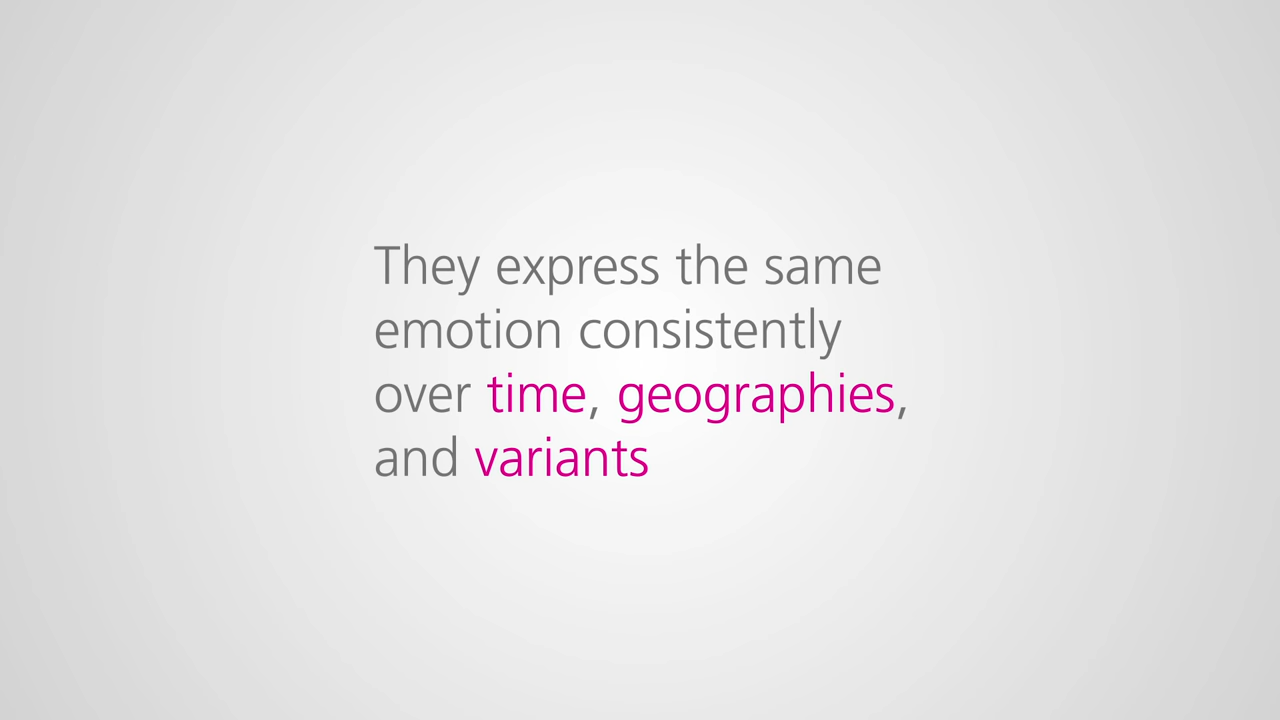 They express the same
emotion consistently
over time, geographies,
and variants